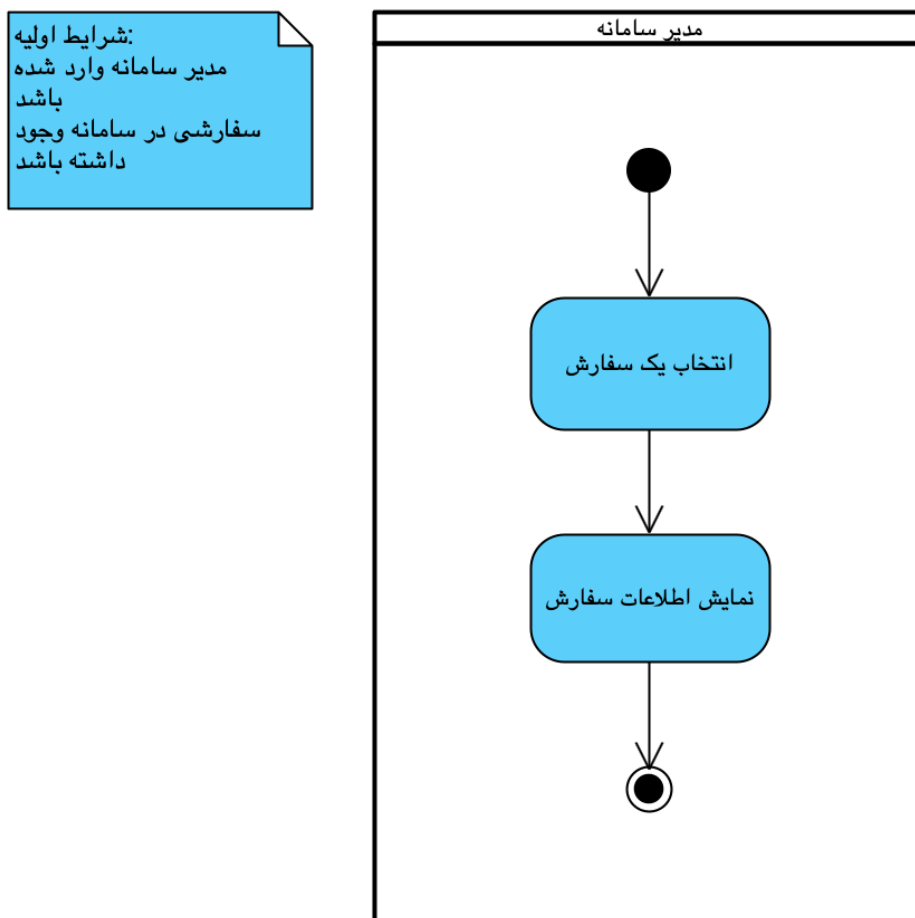 شرایط اولیه:
مدیر سامانه وارد شده
باشد
سفارشی در سامانه وجود
داشته باشد
مدیر سامانه
انتخاب یک سفارش
نمایش اطلاعات سفارش